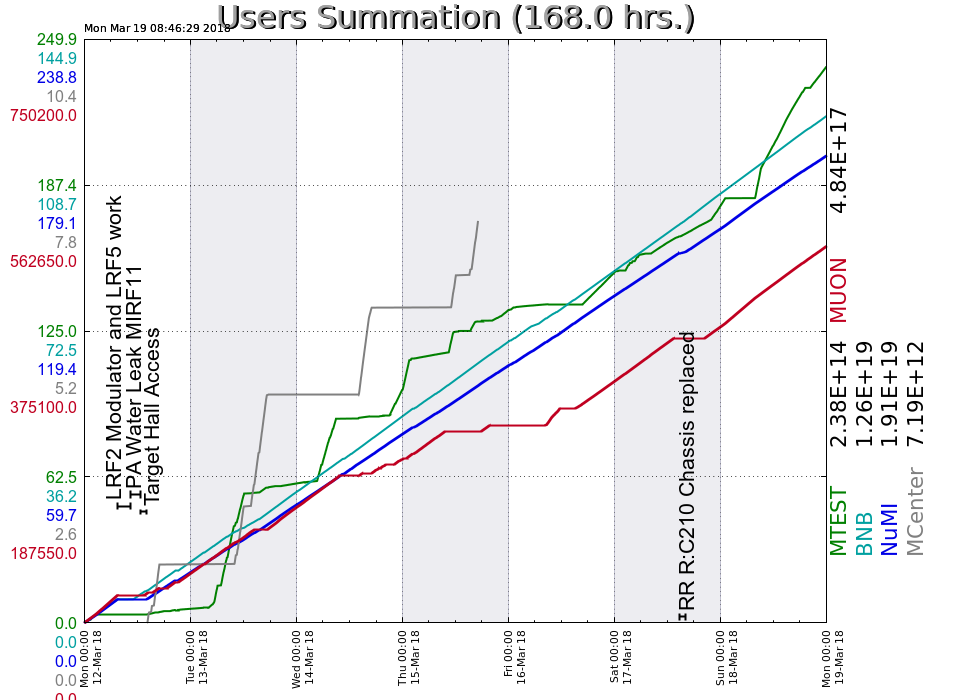 Users Summation (168.0 hrs.)
Mon Mar 19 08:46:29 2018
249.9
144.9
238.8
10.4
750200.0
187.4
108.7
179.1
7.8
562650.0
125.0
72.5
119.4
5.2
375100.0
62.5
36.2
59.7
2.6
187550.0
0.0
0.0
0.0
0.0
0.0
LRF2 Modulator and LRF5 work
IPA Water Leak MIRF11
Target Hall Access
RR R:C210 Chassis replaced
Mon 00:00
12-Mar 18
Tue 00:00
13-Mar 18
Wed 00:00
14-Mar 18
Thu 00:00
15-Mar 18
Fri 00:00
16-Mar 18
Sat 00:00
17-Mar 18
Sun 00:00
18-Mar 18
Mon 00:00
19-Mar 18
MTEST 2.38E+14
MUON 4.84E+17
BNB 1.26E+19
NuMI 1.91E+19
MCenter 7.19E+12